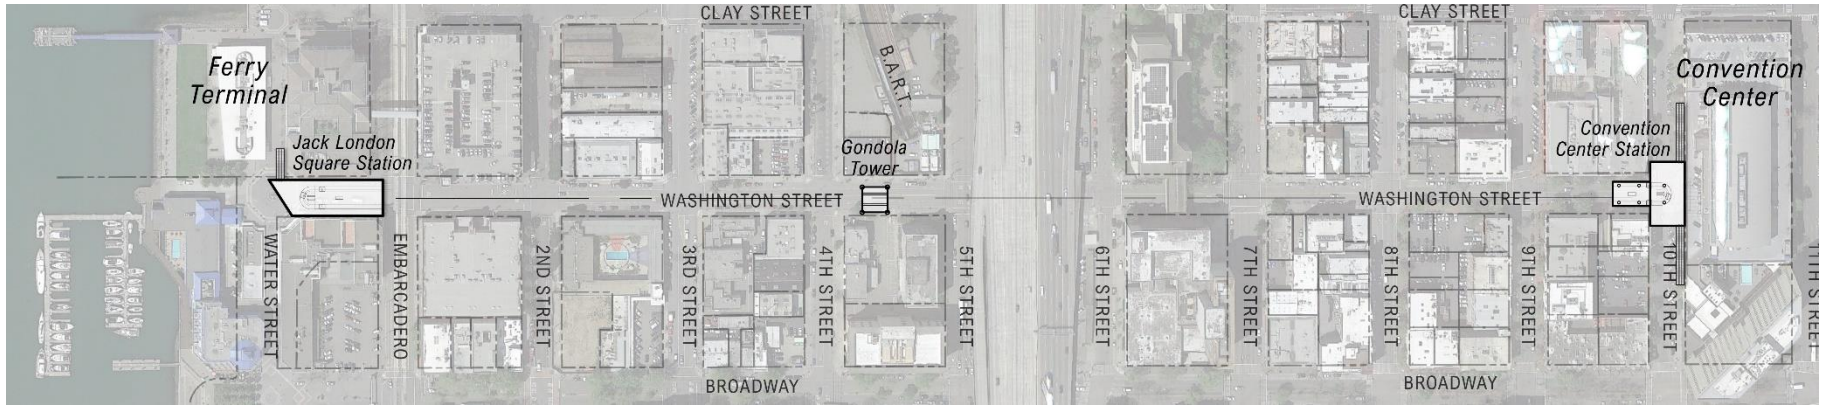 CLAY STREET
CLAY STREET
Ferry
Terminal
B.A.R.T.
Convention
Center
Jack London
Square Station
Gondola
Tower
Convention
Center Station
WASHINGTON STREET
WASHINGTON STREET
WATER STREET
EMBARCADERO
2ND STREET
3RD STREET
4TH STREET
5TH STREET
6TH STREET
7TH STREET
8TH STREET
9TH STREET
10TH STREET
11TH STREET
BROADWAY
BROADWAY